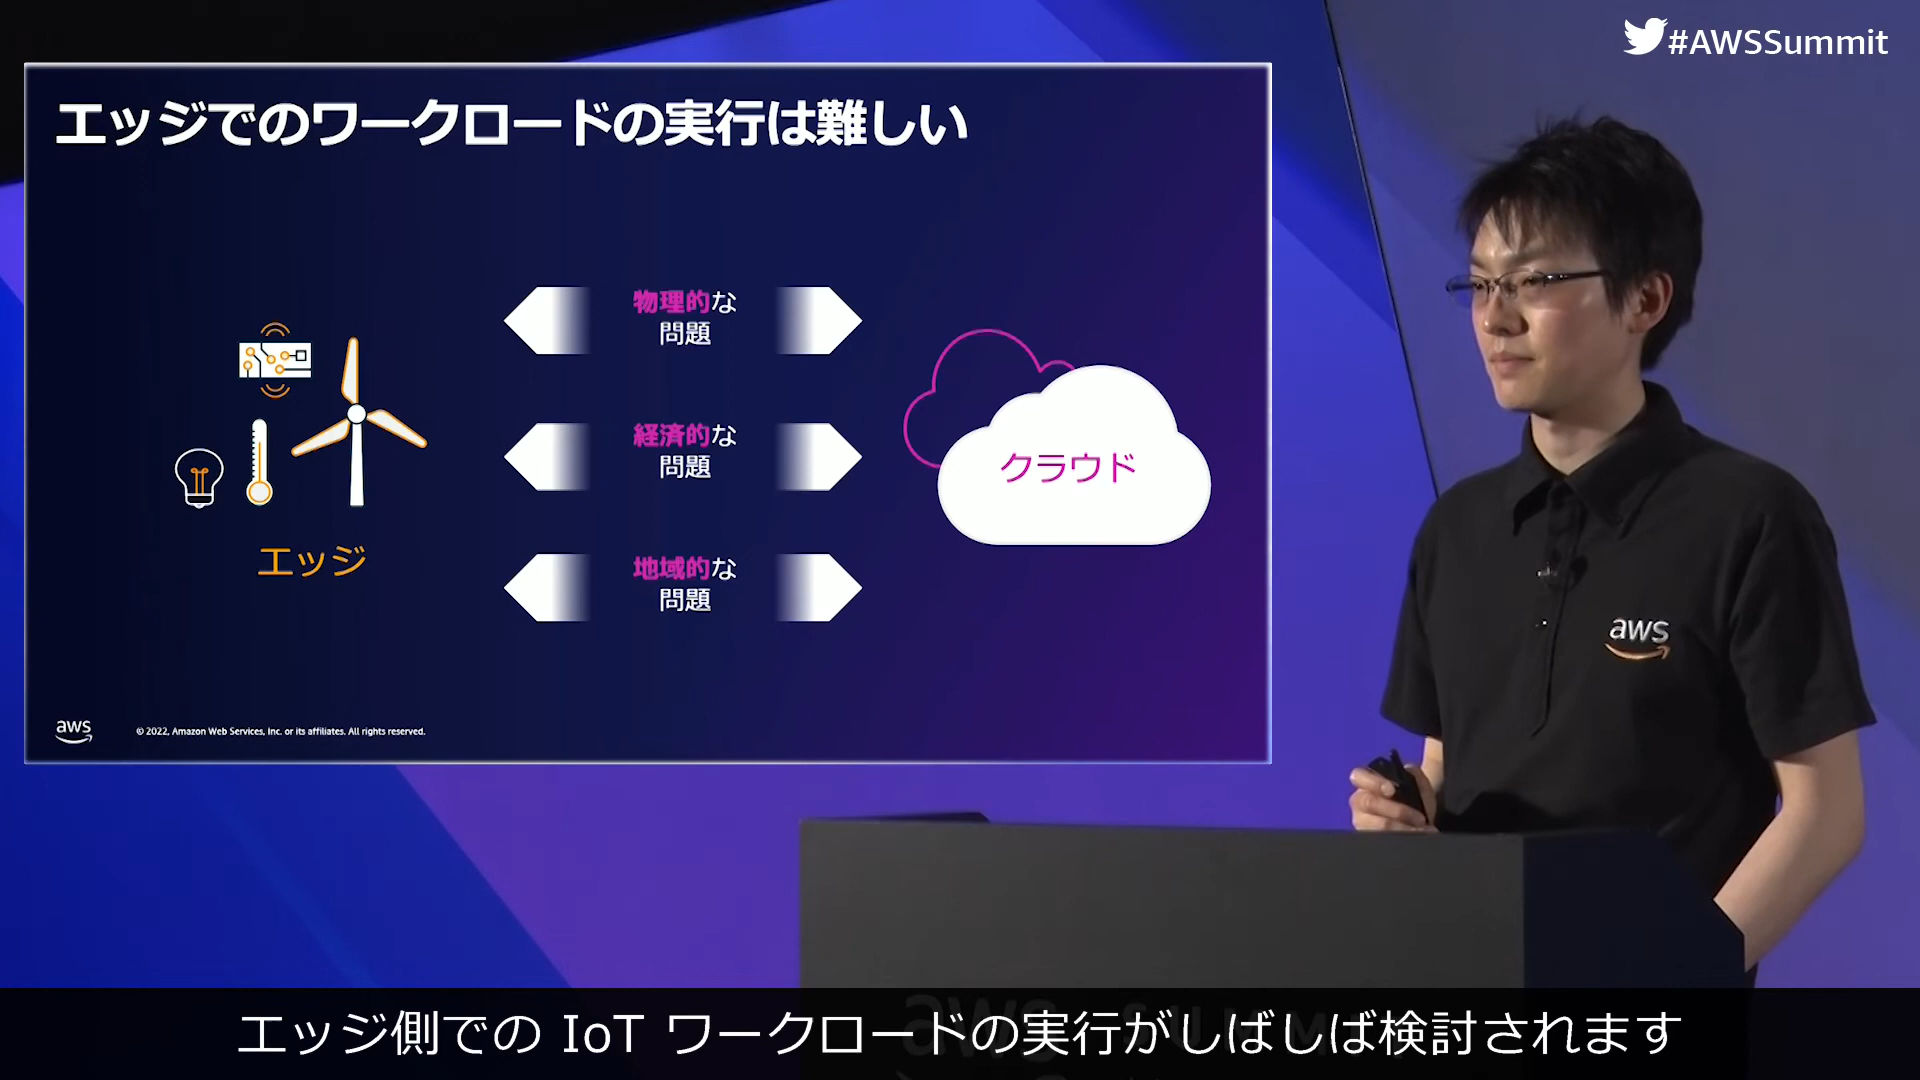 #AWSSummit
エッジでのワークロードの実行は難しい
物理的な
問題
経済的な
問題
地域的な
問題
エッジ
クラウド
aws
© 2022, Amazon Web Services, Inc. or its affiliates. All rights reserved.
aws
エッジ側での IoT ワークロードの実行がしばしば検討されます